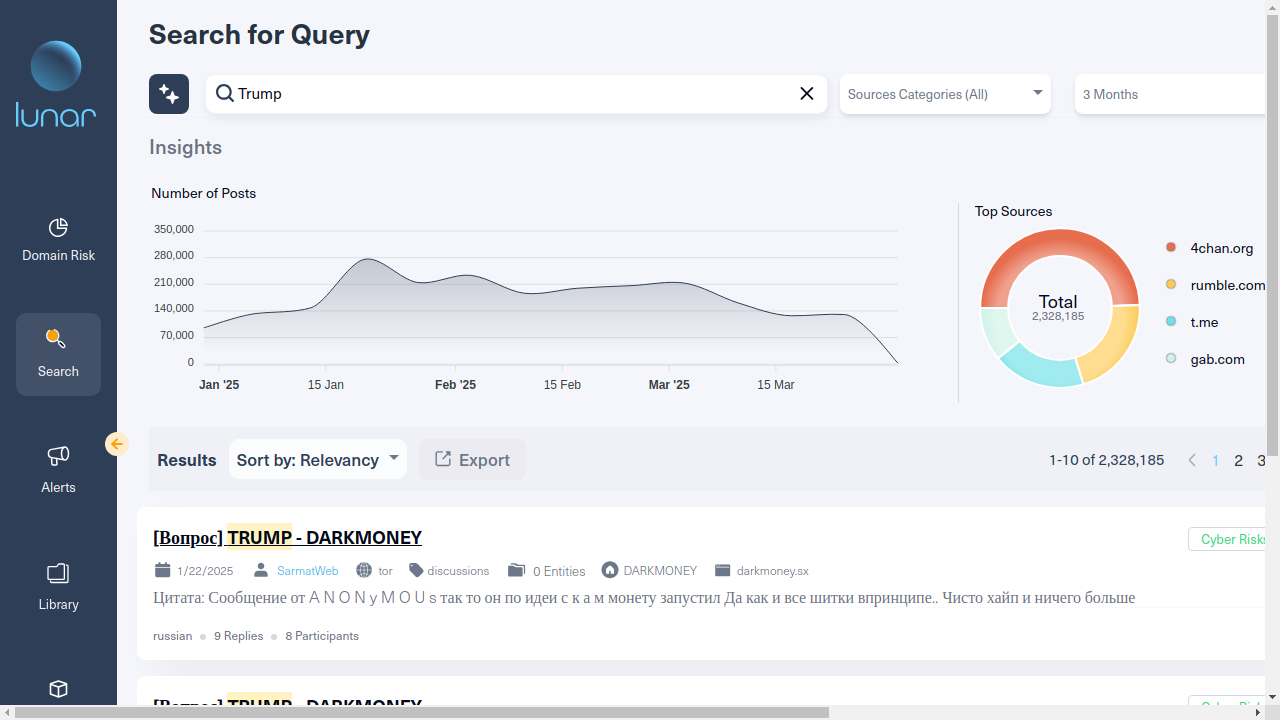 Search for Query
lunar
Trump
Sources Categories (All)
3 Months
Insights
Number of Posts
350,000
280,000
210,000
140,000
70,000
0
Jan '25
15 Jan
Feb '25
15 Feb
Mar '25
15 Mar
Top Sources
Total
2,328,185
4chan.org
rumble.com
t.me
gab.com
Domain Risk
Search
Alerts
Library
Results
Sort by: Relevancy
Export
1-10 of 2,328,185
1 2 3
[Вопрос] TRUMP - DARKMONEY
Cyber Risks
1/22/2025 SarmatWeb tor discussions 0 Entities DARKMONEY darkmoney.sx
Цитата: Сообщение от A N O N y M O U s так то он по идеи с к а м монету запустил Да как и все шитки впринципе.. Чисто хайп и ничего больше
russian 9 Replies 8 Participants
[Вопрос] TRUMP - DARKMONEY
Cyber Risks